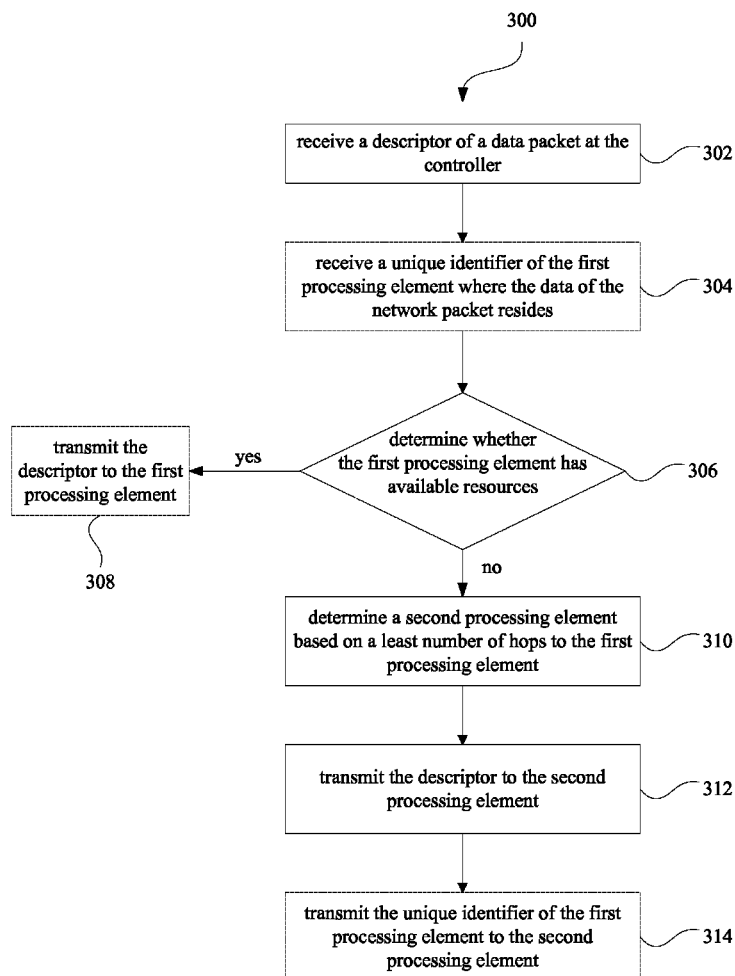 300
receive a descriptor of a data packet at the
controller
302
receive a unique identifier of the first
processing element where the data of the
network packet resides
304
determine whether
the first processing element has
available resources
306
yes
transmit the
descriptor to the first
processing element
308
no
determine a second processing element
based on a least number of hops to the first
processing element
310
transmit the descriptor to the second
processing element
312
transmit the unique identifier of the first
processing element to the second
processing element
314